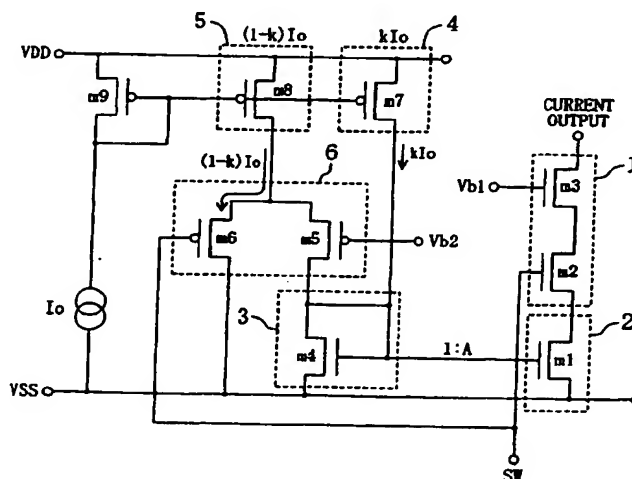 5
(1-k)Io
kIo
4
VDD
m9
m8
m7
CURRENT
OUTPUT
kIo
(1-k)Io
6
1
Vb1
m3
m6
m5
Vb2
m2
Io
3
2
m4
1:A
m1
VSS
SW